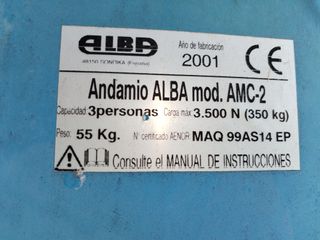 ALBA
48150 SONDIKA (España)
Año de fabricación
2001
CE
Andamio ALBA mod. AMC-2
Capacidad 3personas Carga máx 3.500 N (350 kg)
Peso: 55 Kg. Nº certificado AENOR MAQ 99AS14 EP
Consulte el MANUAL DE INSTRUCCIONES